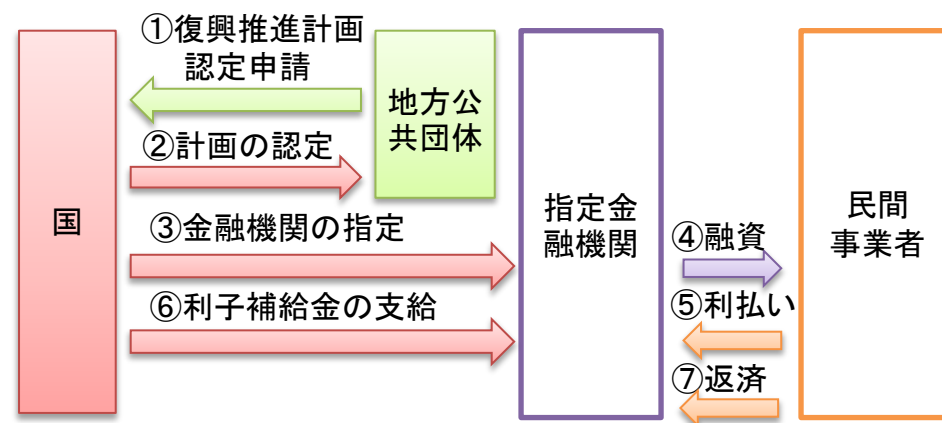 ①復興推進計画
認定申請
地方公
共団体
②計画の認定
国
③金融機関の指定
指定金
融機関
④融資
民間
事業者
⑤利払い
⑥利子補給金の支給
⑦返済